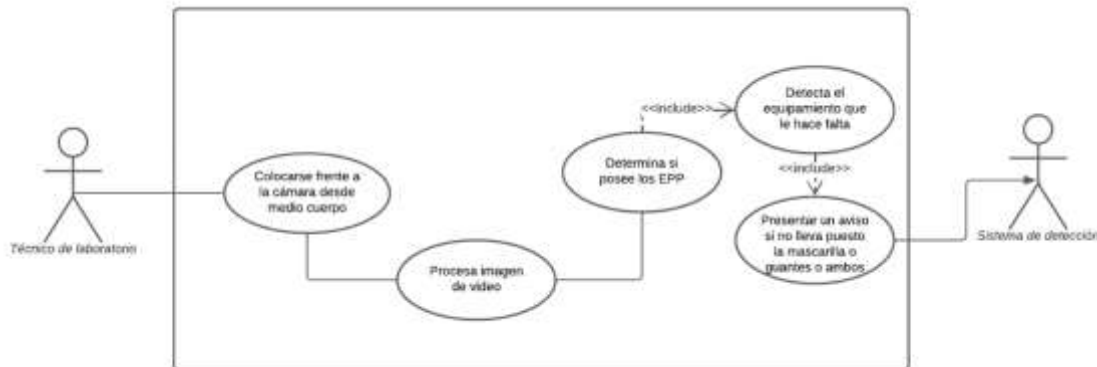 Técnico de laboratorio
Colocarse frente a
la cámara desde
medio cuerpo
Procesa imagen
de video
Determina si
posee los EPP
<<include>>
Detecta el
equipamiento que
le hace falta
<<include>>
Presentar un aviso
si no lleva puesto
la mascarilla o
guantes o ambos
Sistema de detección